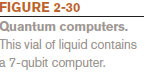 FIGURE 2-30
Quantum computers.
This vial of liquid contains
a 7-qubit computer.